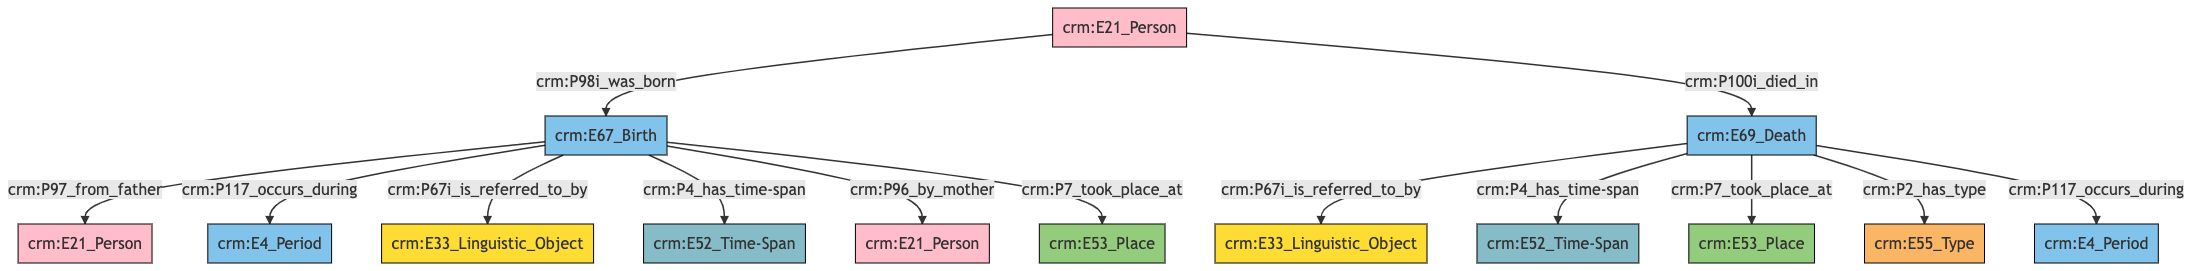 crm:E21_Person
crm:P98i_was_born
crm:P100i_died_in
crm:E67_Birth
crm:E69_Death
crm:P97_from_father
crm:P117_occurs_during
crm:P67i_is_referred_to_by
crm:P4_has_time-span
crm:P96_by_mother
crm:P7_took_place_at
crm:P67i_is_referred_to_by
crm:P4_has_time-span
crm:P7_took_place_at
crm:P2_has_type
crm:P117_occurs_during
crm:E21_Person
crm:E4_Period
crm:E33_Linguistic_Object
crm:E52_Time-Span
crm:E21_Person
crm:E53_Place
crm:E33_Linguistic_Object
crm:E52_Time-Span
crm:E53_Place
crm:E55_Type
crm:E4_Period